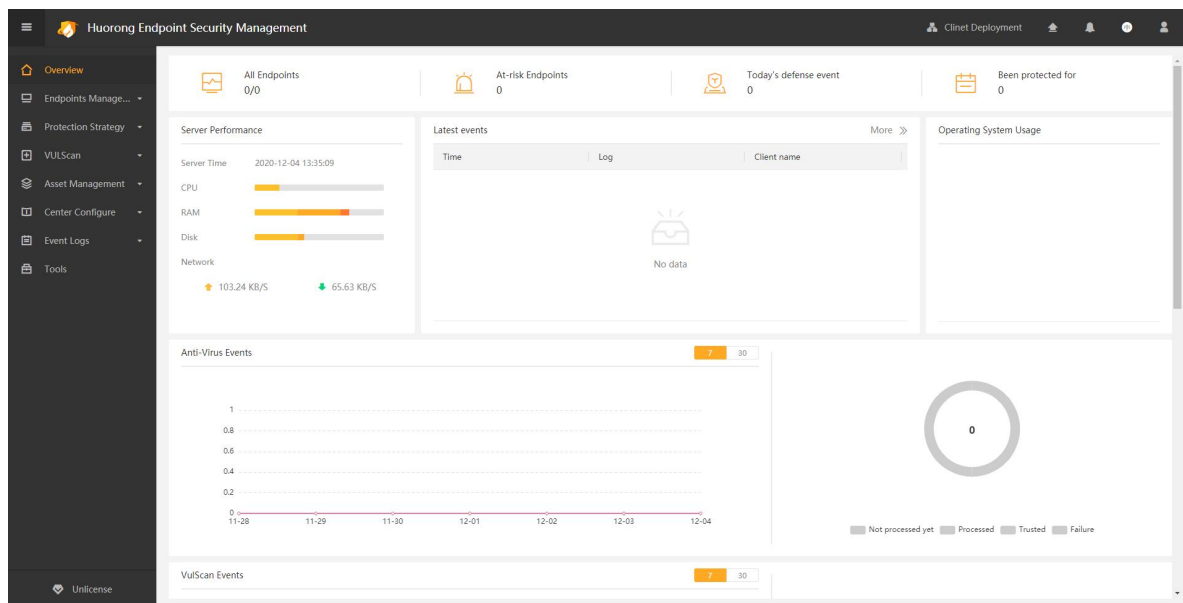 Huorong Endpoint Security Management
Clinet Deployment
Overview
Endpoints Manage...
Protection Strategy
VULScan
Asset Management
Center Configure
Event Logs
Tools
Unlicense
All Endpoints
0/0
At-risk Endpoints
0
Today's defense event
0
Been protected for
0
Server Performance
Server Time 2020-12-04 13:35:09
CPU
RAM
Disk
Network
103.24 KB/S 65.63 KB/S
Latest events More
Time Log Client name
No data
Operating System Usage
Anti-Virus Events 7 30
1
0.8
0.6
0.4
0.2
0
11-28 11-29 11-30 12-01 12-02 12-03 12-04
0
Not processed yet Processed Trusted Failure
VulScan Events 7 30